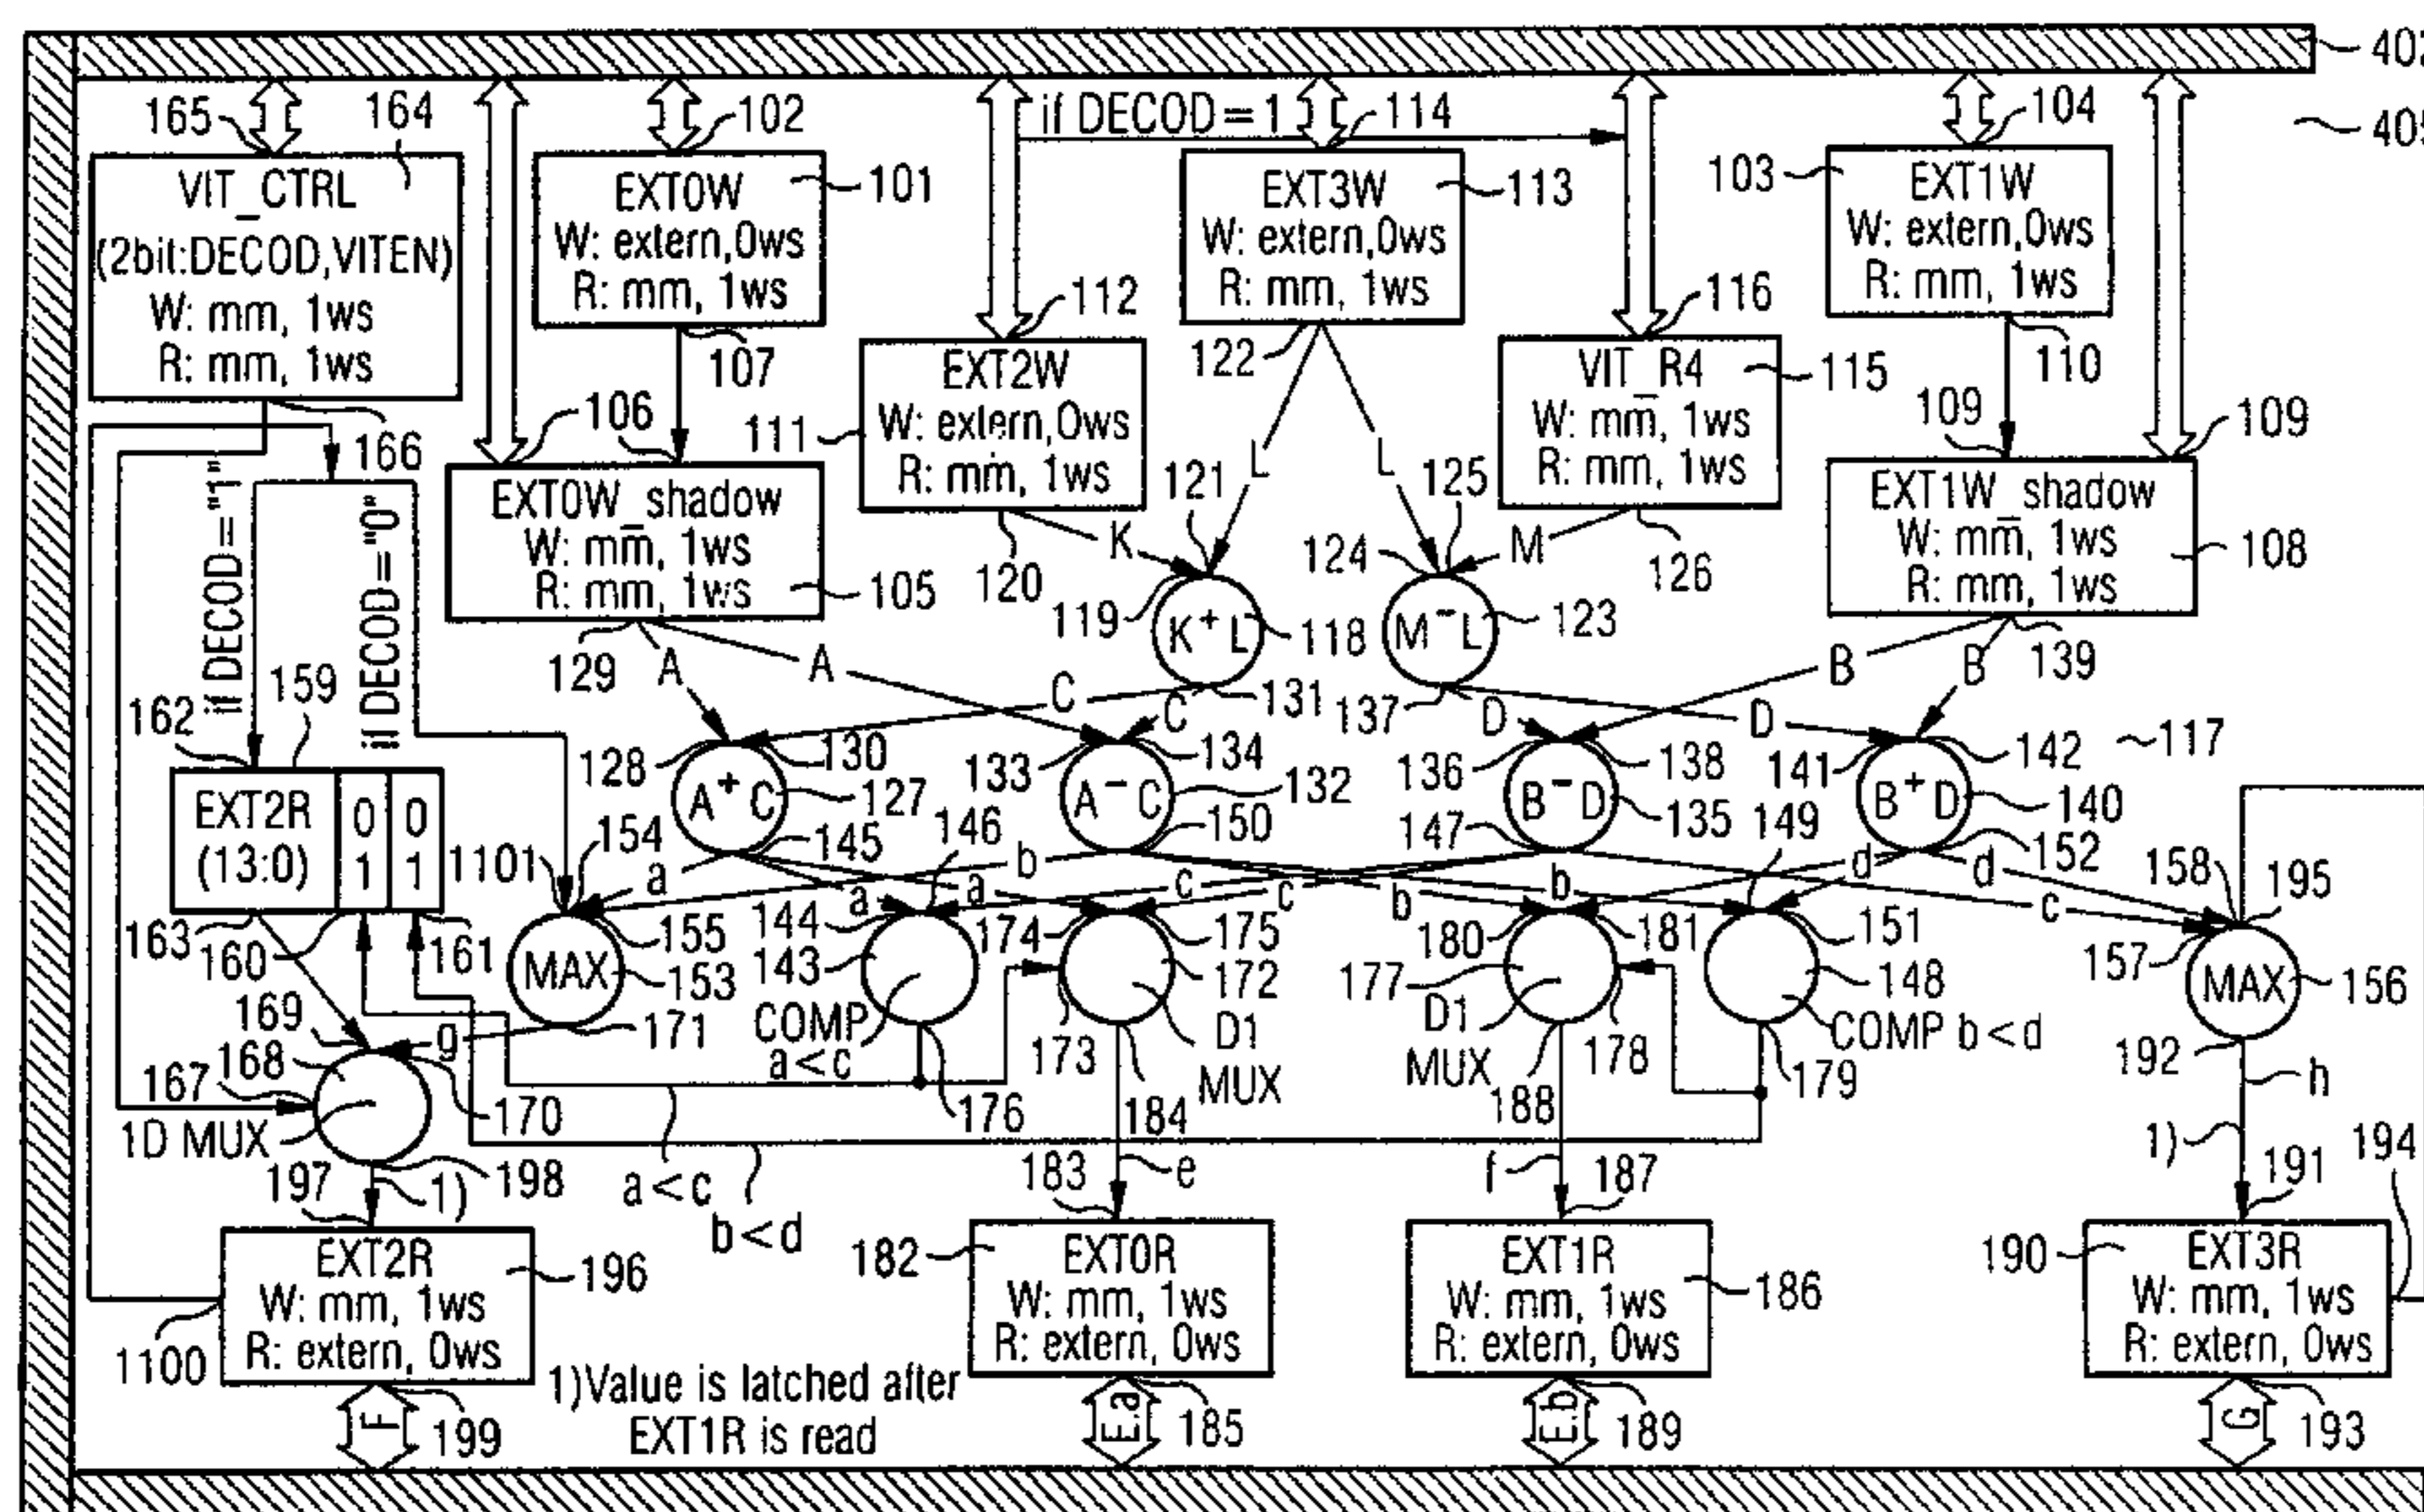 402
405
165
164
102
if DECOD=1
114
104
VIT_CTRL
(2bit:DECOD,VITEN)
W: mm, 1ws
R: mm, 1ws
EXT0W
W: extern,0ws
R: mm, 1ws
101
EXT3W
W: extern,0ws
R: mm, 1ws
113
103
EXT1W
W: extern,0ws
R: mm, 1ws
112
116
107
122
110
166
106
111
EXT2W
W: extern,0ws
R: mm, 1ws
VIT_R4
W: mm, 1ws
R: mm, 1ws
115
109
109
if DECOD="1"
if DECOD="0"
EXT0W_shadow
W: mm, 1ws
R: mm, 1ws
105
L
L
121
125
K
M
120
124
126
EXT1W_shadow
W: mm, 1ws
R: mm, 1ws
108
119
K+L
118
M-L
123
129
A
A
C
C
131
137
D
D
B
B
139
162
159
128
130
133
134
136
138
141
142
117
A+C
127
A-C
132
B-D
135
B+D
140
EXT2R
(13:0)
0
1
0
1
1101
154
145
146
150
147
149
152
158
195
a
a
a
b
c
c
b
b
d
d
c
163
160
161
155
144
174
175
180
181
151
157
MAX
153
143
172
177
148
MAX
156
COMP
a<c
D1
MUX
D1
MUX
COMP b<d
169
168
167
g
171
173
178
179
192
170
176
184
188
h
1D MUX
197
198
1)
a<c
b<d
183
e
f
187
1)
191
194
EXT2R
W: mm, 1ws
R: extern, 0ws
196
182
EXT0R
W: mm, 1ws
R: extern, 0ws
EXT1R
W: mm, 1ws
R: extern, 0ws
186
190
EXT3R
W: mm, 1ws
R: extern, 0ws
1100
1)Value is latched after
EXT1R is read
F
199
E.a
185
E.b
189
G
193